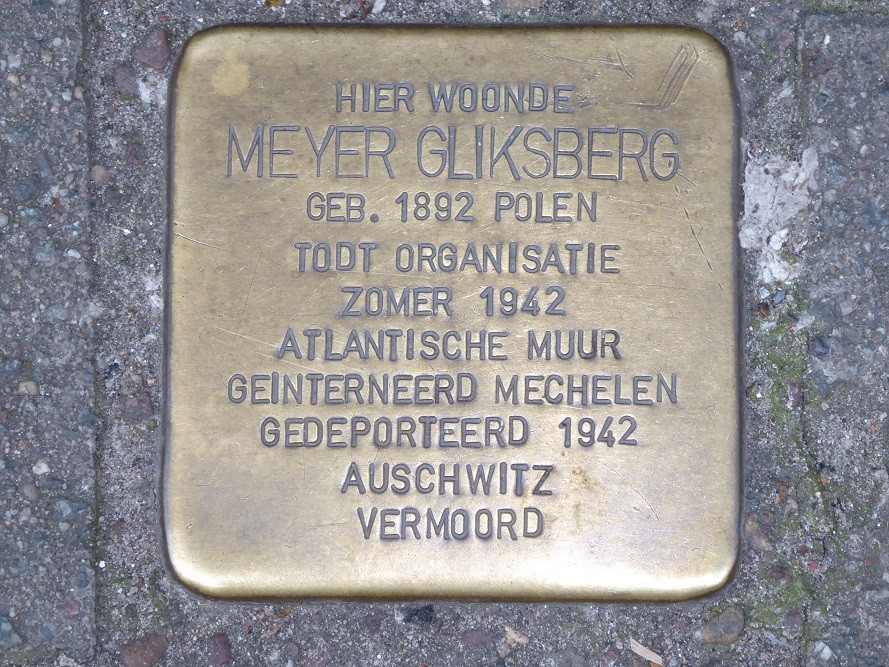 HIER WOONDE
MEYER GLIKSBERG
GEB. 1892 POLEN
TODT ORGANISATIE
ZOMER 1942
ATLANTISCHE MUUR
GEINTERNEERD MECHELEN
GEDEPORTEERD 1942
AUSCHWITZ
VERMOORD